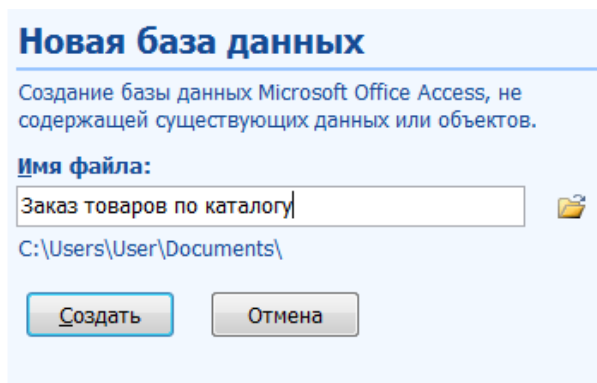 Новая база данных
Создание базы данных Microsoft Office Access, не
содержащей существующих данных или объектов.
Имя файла:
Заказ товаров по каталогу
C:\Users\User\Documents\
Создать
Отмена